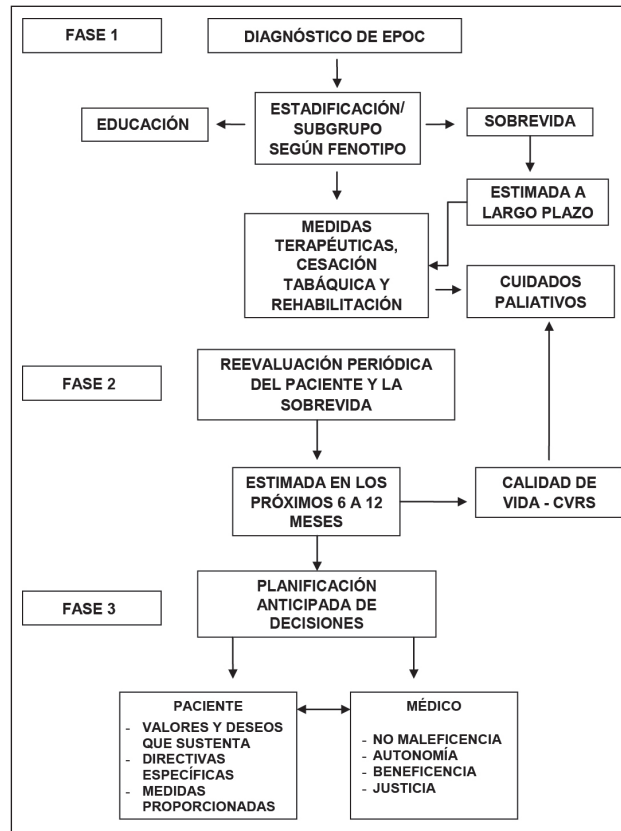 FASE 1
DIAGNÓSTICO DE EPOC
EDUCACIÓN
ESTADIFICACIÓN/
SUBGRUPO
SEGÚN FENOTIPO
SOBREVIDA
ESTIMADA A
LARGO PLAZO
MEDIDAS
TERAPÉUTICAS,
CESACIÓN
TABÁQUICA Y
REHABILITACIÓN
CUIDADOS
PALIATIVOS
FASE 2
REEVALUACIÓN PERIÓDICA
DEL PACIENTE Y LA
SOBREVIDA
ESTIMADA EN LOS
PRÓXIMOS 6 A 12
MESES
CALIDAD DE
VIDA - CVRS
FASE 3
PLANIFICACIÓN
ANTICIPADA DE
DECISIONES
PACIENTE
- VALORES Y DESEOS
QUE SUSTENTA
- DIRECTIVAS
ESPECÍFICAS
- MEDIDAS
PROPORCIONADAS
MÉDICO
- NO MALEFICENCIA
- AUTONOMÍA
- BENEFICENCIA
- JUSTICIA